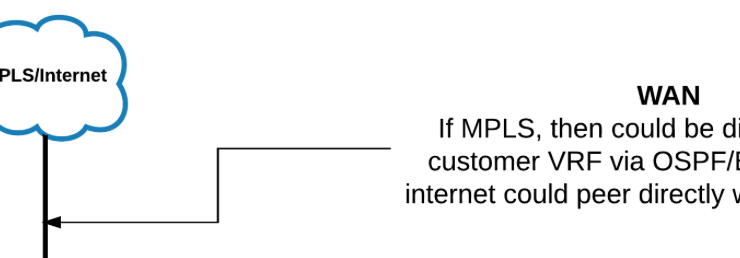 PLS/Internet
WAN
If MPLS, then could be di
customer VRF via OSPF/
internet could peer directly